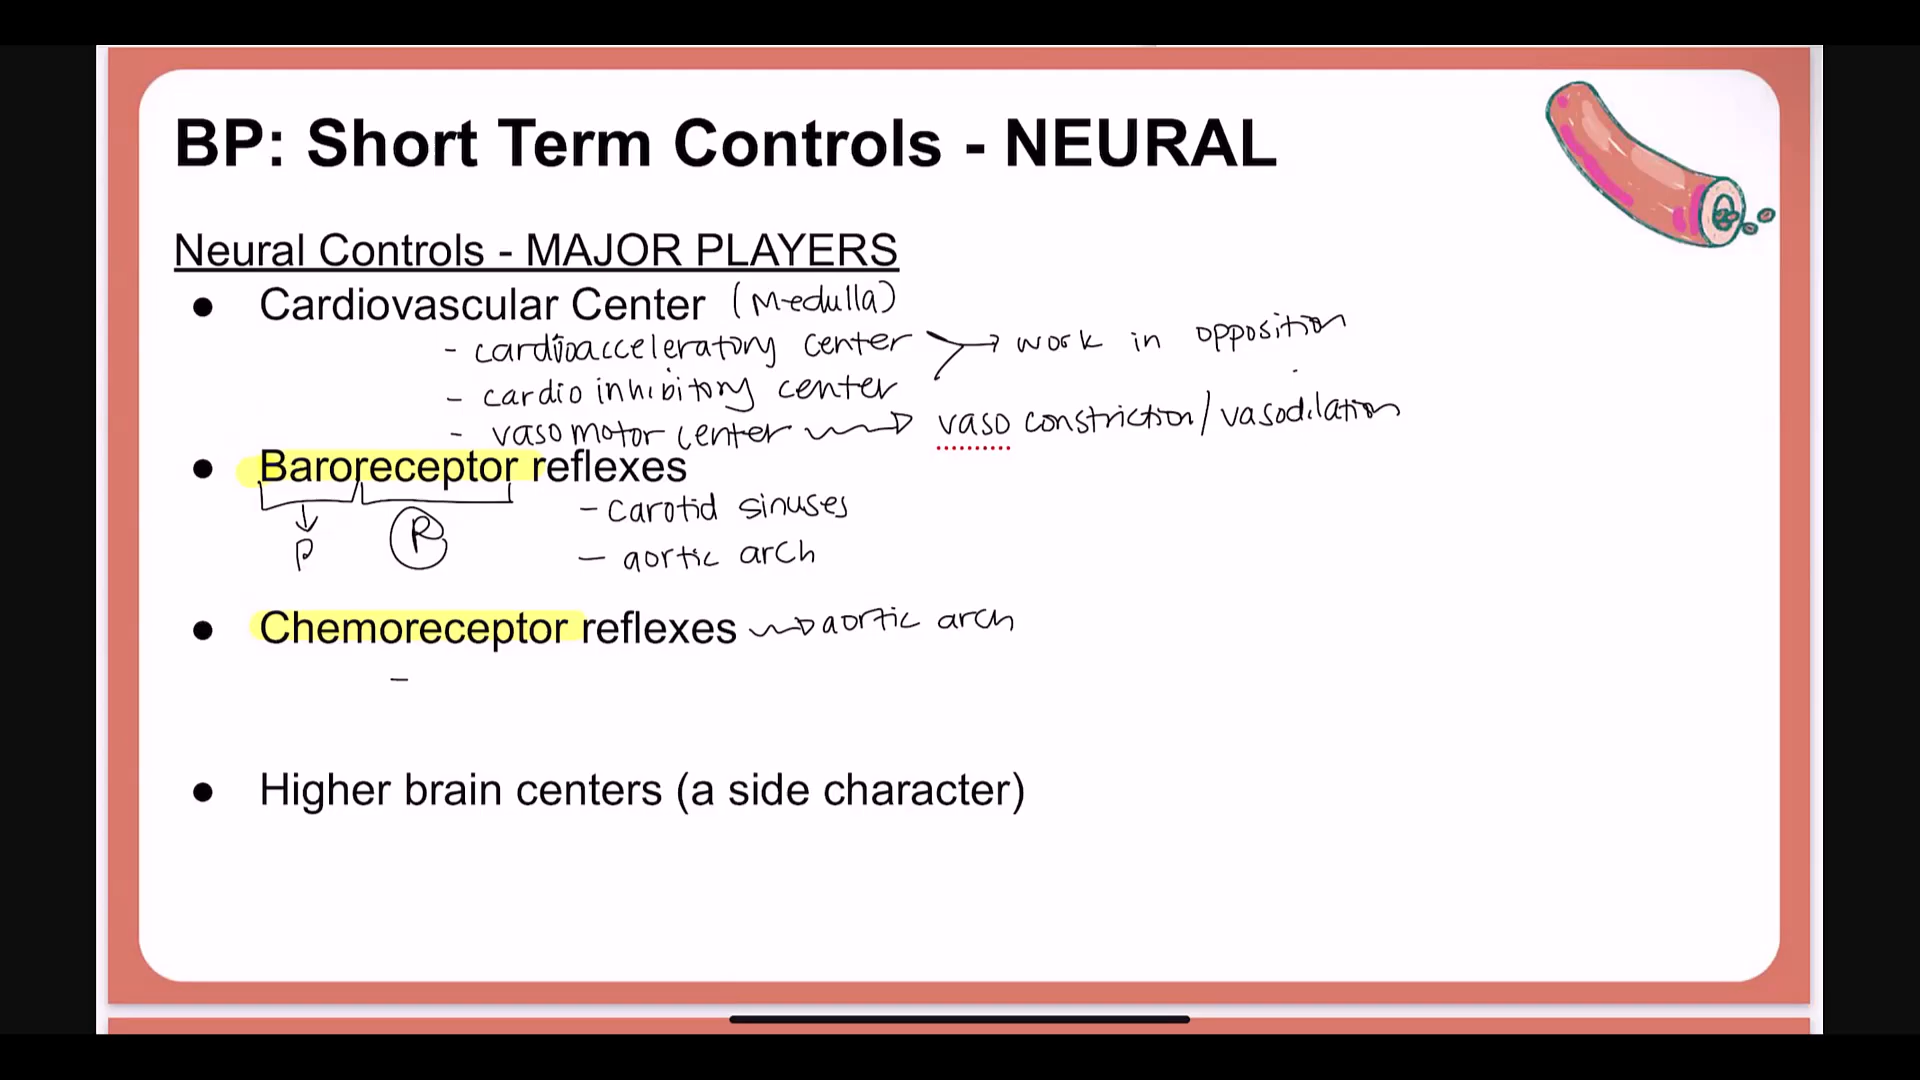 BP: Short Term Controls - NEURAL
Neural Controls - MAJOR PLAYERS
● Cardiovascular Center (Medulla)
- cardioacceleratory center → work in opposition
- cardio inhibitory center
- vasomotor center → vaso constriction/vasodilation
● Baroreceptor reflexes
- carotid sinuses
P R
- aortic arch
● Chemoreceptor reflexes → aortic arch
-
● Higher brain centers (a side character)